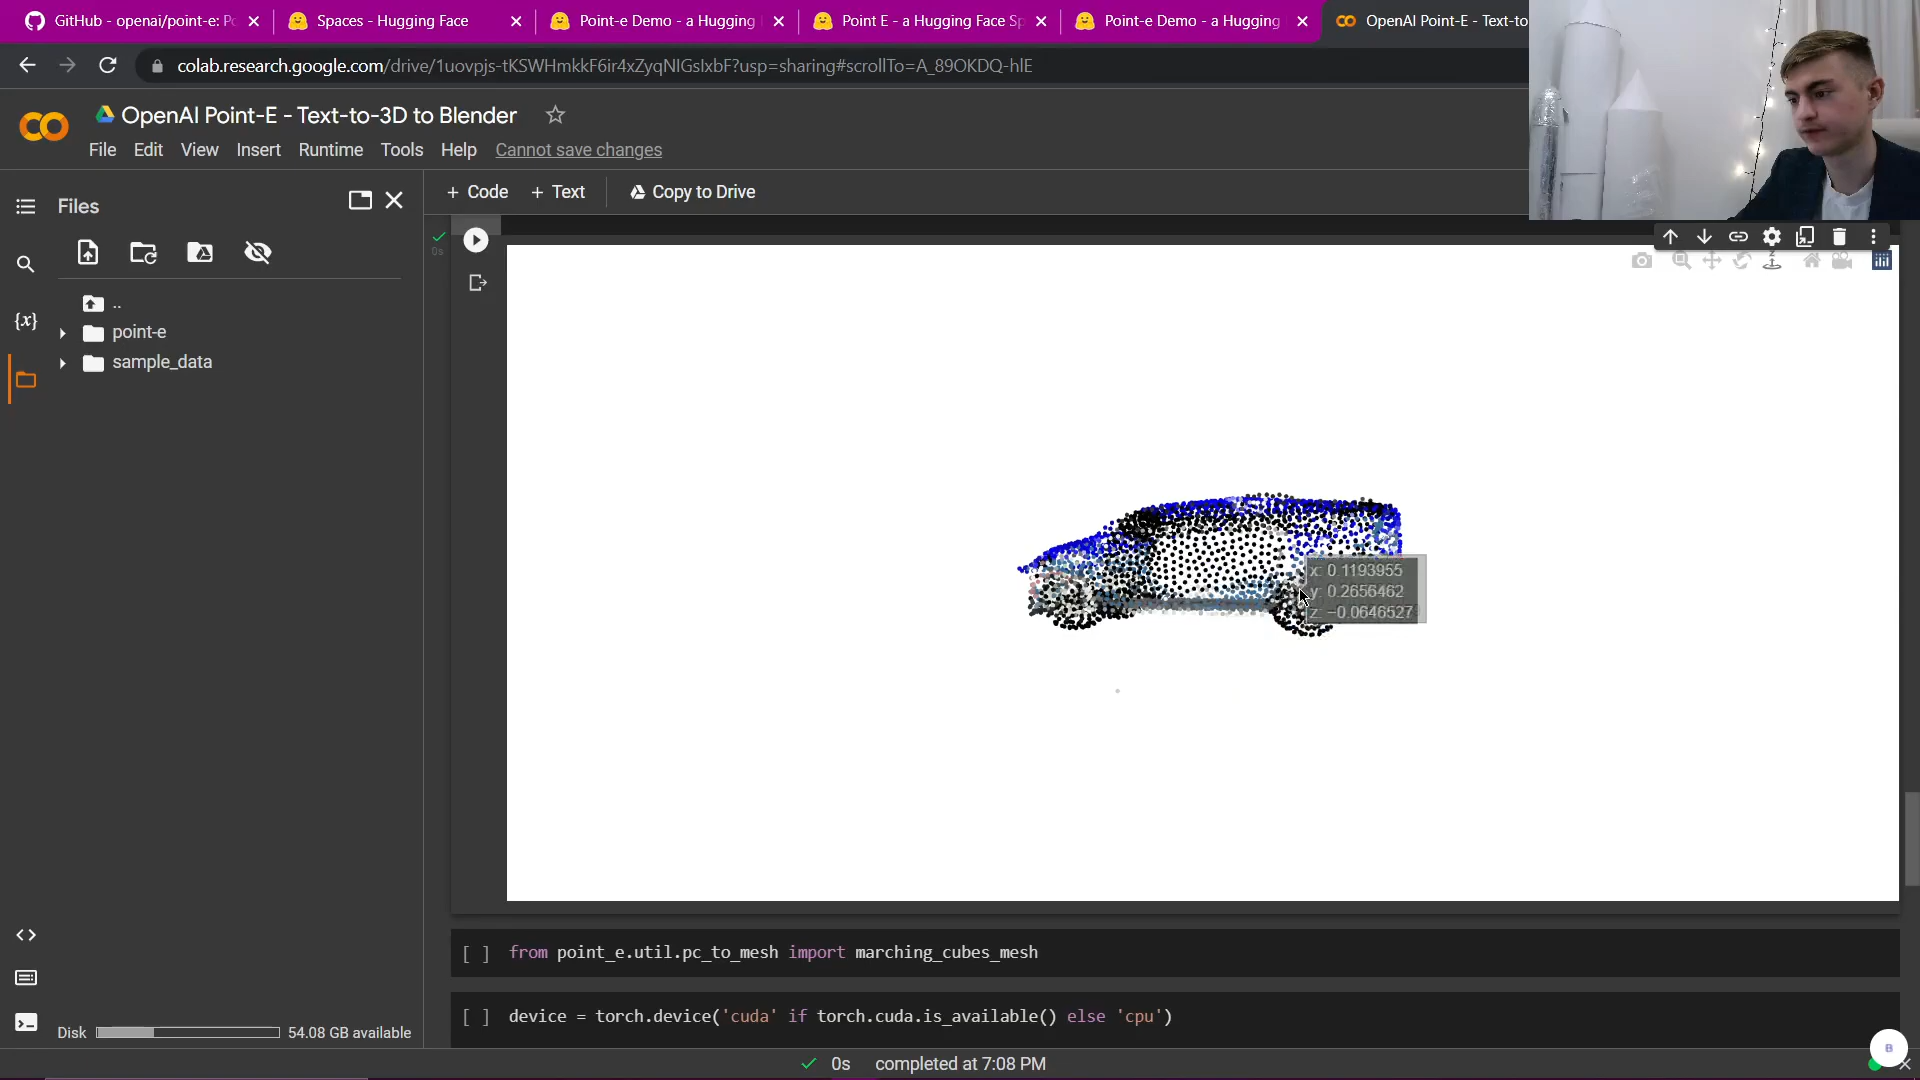 GitHub - openai/point-e: Po
Spaces - Hugging Face
Point-e Demo - a Hugging
Point E - a Hugging Face Sp
Point-e Demo - a Hugging
OpenAI Point-E - Text-to
colab.research.google.com/drive/1uovpjs-tKSWHmkkF6ir4xZyqNIGsIxbF?usp=sharing#scrollTo=A_89OKDQ-hlE
OpenAI Point-E - Text-to-3D to Blender
File Edit View Insert Runtime Tools Help Cannot save changes
Files
+ Code + Text Copy to Drive
0s
{x}
..
point-e
sample_data
x: 0.1193955
y: 0.2656462
z: −0.0646527
[ ] from point_e.util.pc_to_mesh import marching_cubes_mesh
[ ] device = torch.device('cuda' if torch.cuda.is_available() else 'cpu')
Disk 54.08 GB available
0s completed at 7:08 PM